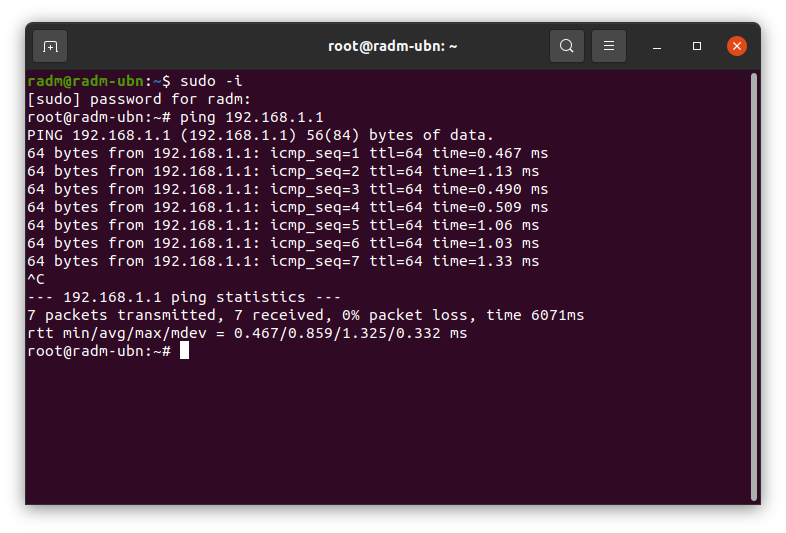 root@radm-ubn: ~
radm@radm-ubn:~$ sudo -i
[sudo] password for radm:
root@radm-ubn:~# ping 192.168.1.1
PING 192.168.1.1 (192.168.1.1) 56(84) bytes of data.
64 bytes from 192.168.1.1: icmp_seq=1 ttl=64 time=0.467 ms
64 bytes from 192.168.1.1: icmp_seq=2 ttl=64 time=1.13 ms
64 bytes from 192.168.1.1: icmp_seq=3 ttl=64 time=0.490 ms
64 bytes from 192.168.1.1: icmp_seq=4 ttl=64 time=0.509 ms
64 bytes from 192.168.1.1: icmp_seq=5 ttl=64 time=1.06 ms
64 bytes from 192.168.1.1: icmp_seq=6 ttl=64 time=1.03 ms
64 bytes from 192.168.1.1: icmp_seq=7 ttl=64 time=1.33 ms
^C
--- 192.168.1.1 ping statistics ---
7 packets transmitted, 7 received, 0% packet loss, time 6071ms
rtt min/avg/max/mdev = 0.467/0.859/1.325/0.332 ms
root@radm-ubn:~#